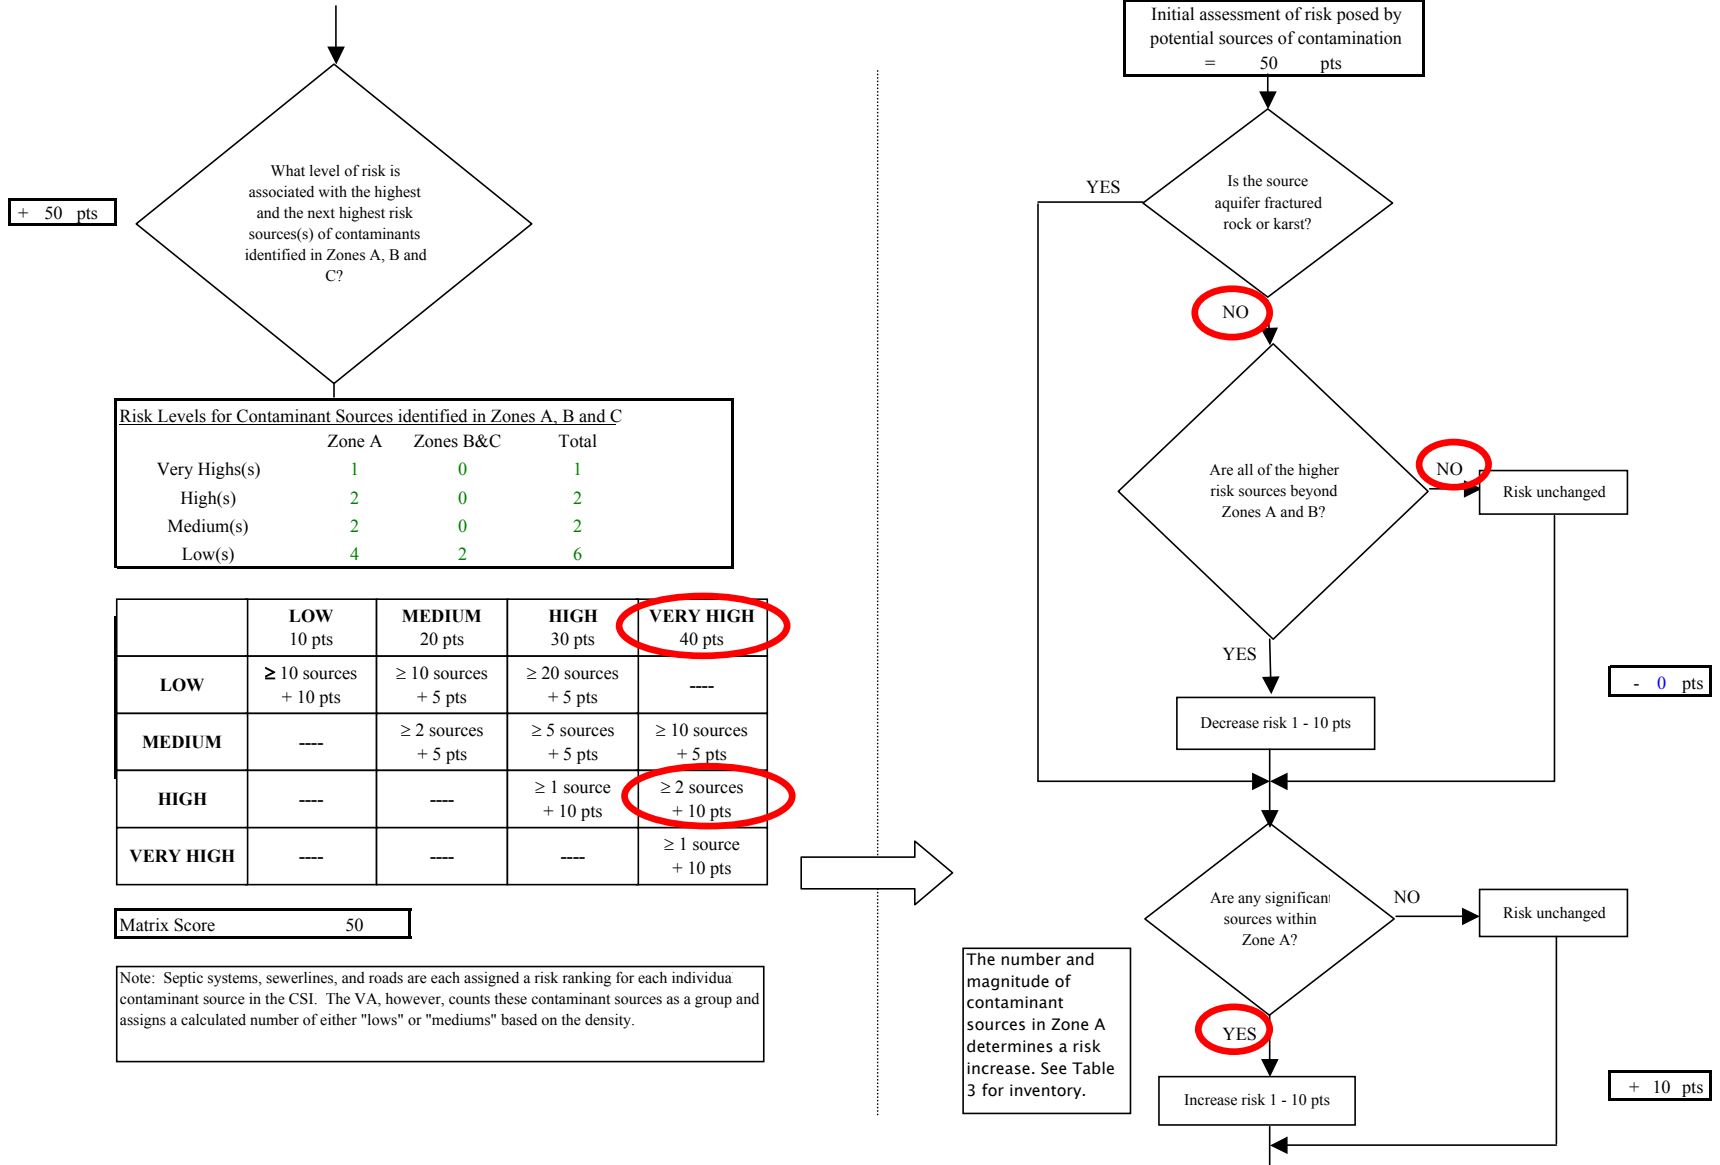 What level of risk is
associated with the highest
and the next highest risk
sources(s) of contaminants
identified in Zones A, B and
C?
+ 50 pts
Risk Levels for Contaminant Sources identified in Zones A, B and C
Zone A Zones B&C Total
Very Highs(s) 1 0 1
High(s) 2 0 2
Medium(s) 2 0 2
Low(s) 4 2 6
LOW MEDIUM HIGH VERY HIGH
10 pts 20 pts 30 pts 40 pts
LOW ≥ 10 sources ≥ 10 sources ≥ 20 sources ----
+ 10 pts + 5 pts + 5 pts
MEDIUM ---- ≥ 2 sources ≥ 5 sources ≥ 10 sources
+ 5 pts + 5 pts + 5 pts
HIGH ---- ---- ≥ 1 source ≥ 2 sources
+ 10 pts + 10 pts
VERY HIGH ---- ---- ---- ≥ 1 source
+ 10 pts
Matrix Score 50
Note: Septic systems, sewerlines, and roads are each assigned a risk ranking for each individua
contaminant source in the CSI. The VA, however, counts these contaminant sources as a group and
assigns a calculated number of either "lows" or "mediums" based on the density.
Initial assessment of risk posed by
potential sources of contamination
= 50 pts
YES
Is the source
aquifer fractured
rock or karst?
NO
Are all of the higher
risk sources beyond
Zones A and B?
NO
Risk unchanged
YES
- 0 pts
Decrease risk 1 - 10 pts
Are any significant
sources within
Zone A?
NO
Risk unchanged
The number and
magnitude of
contaminant
sources in Zone A
determines a risk
increase. See Table
3 for inventory.
YES
+ 10 pts
Increase risk 1 - 10 pts